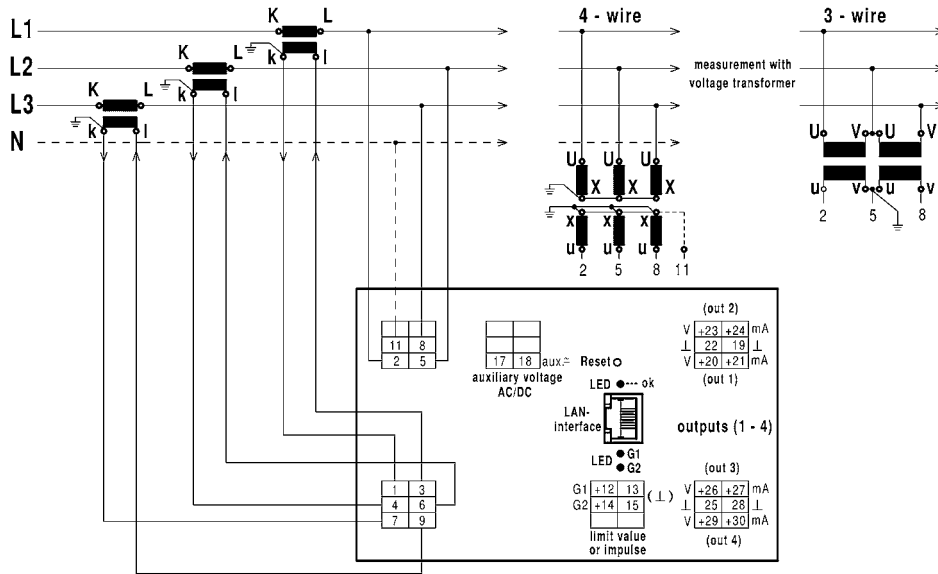 4 - wire
3 - wire
K L
L1
K L
k l
L2
measurement with
voltage transformer
K L
k l
L3
k l
N
U V U V
U U U
X X X
u v u v
2 5 8
x x x
u u u
2 5 8 11
(out 2)
V +23 +24 mA
⊥ 22 19 ⊥
V +20 +21 mA
(out 1)
11 8
2 5
17 18 aux.≂
auxiliary voltage
AC/DC
Reset
LED --- ok
LAN-
interface
outputs (1 - 4)
LED G1
G2
(out 3)
1 3
4 6
7 9
G1 +12 13 (⊥)
G2 +14 15
limit value
or impulse
V +26 +27 mA
⊥ 25 28 ⊥
V +29 +30 mA
(out 4)